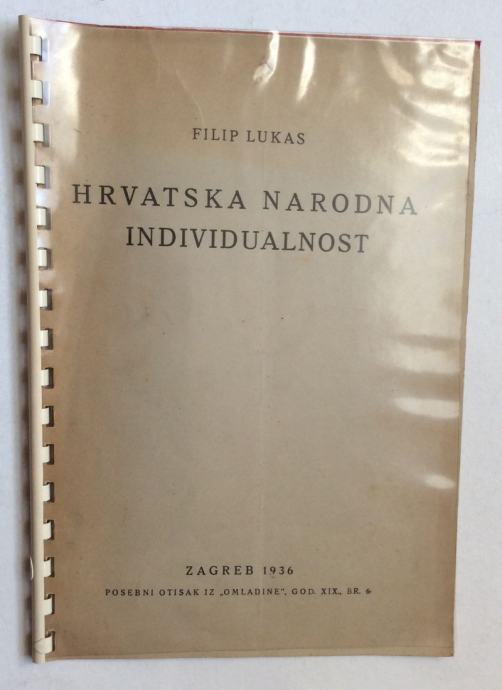 FILIP LUKAS
HRVATSKA NARODNA
INDIVIDUALNOST
ZAGREB 1936
POSEBNI OTISAK IZ „OMLADINE“, GOD. XIX., BR. 6